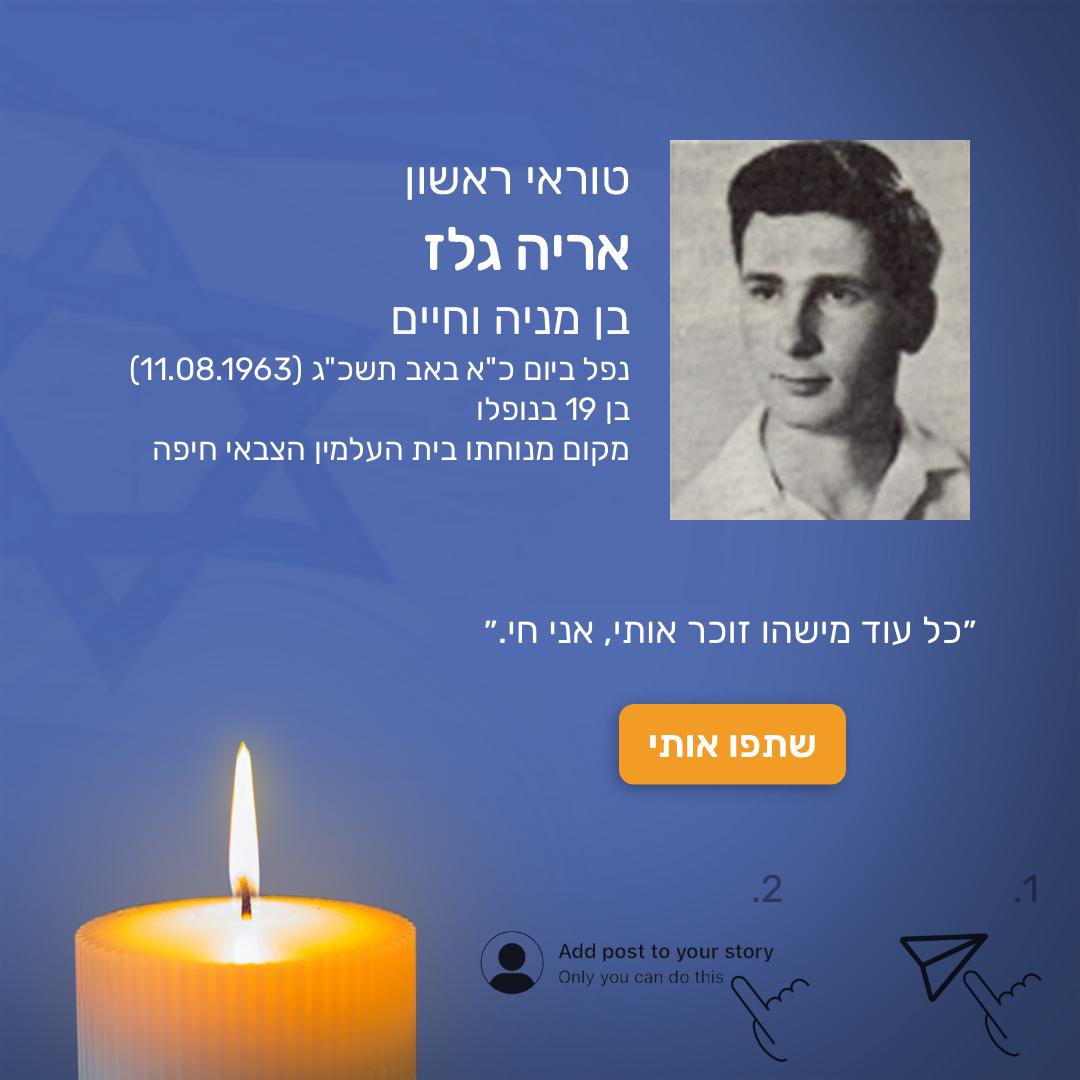 טוראי ראשון
אריה גלז
בן מניה וחיים
נפל ביום כ"א באב תשכ"ג (11.08.1963)
בן 19 בנופלו
מקום מנוחתו בית העלמין הצבאי חיפה
״כל עוד מישהו זוכר אותי, אני חי.״
שתפו אותי
.1
.2
Add post to your story
Only you can do this